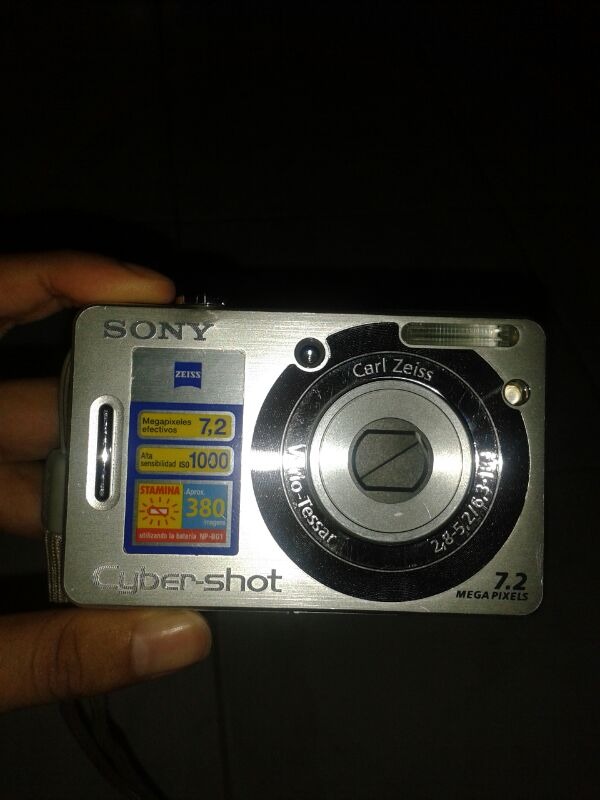 SONY
ZEISS
Megapixeles
efectivos 7,2
Alta
sensibilidad ISO 1000
STAMINA Aprox.
380
imágenes
utilizando la batería NP-BG1
Cyber-shot
Carl Zeiss
Vario-Tessar
7.2
MEGA PIXELS